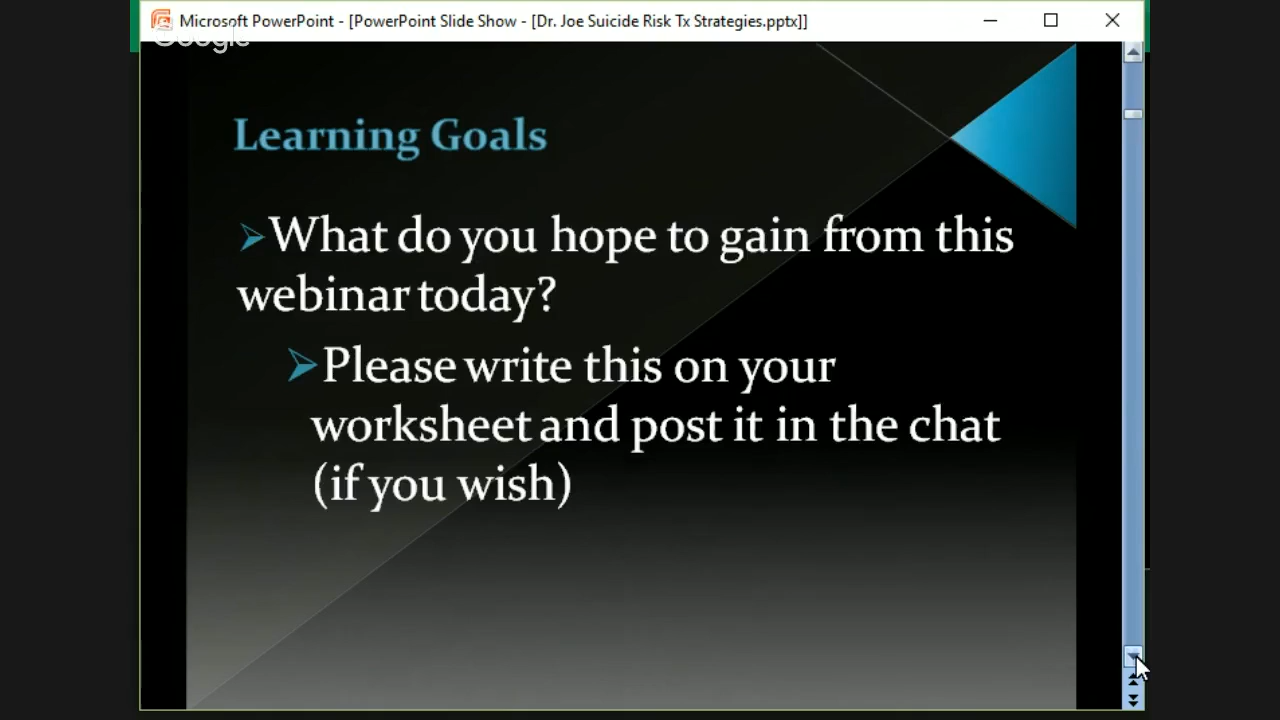 Microsoft PowerPoint - [PowerPoint Slide Show - [Dr. Joe Suicide Risk Tx Strategies.pptx]]
Google
Learning Goals
What do you hope to gain from this
webinar today?
Please write this on your
worksheet and post it in the chat
(if you wish)